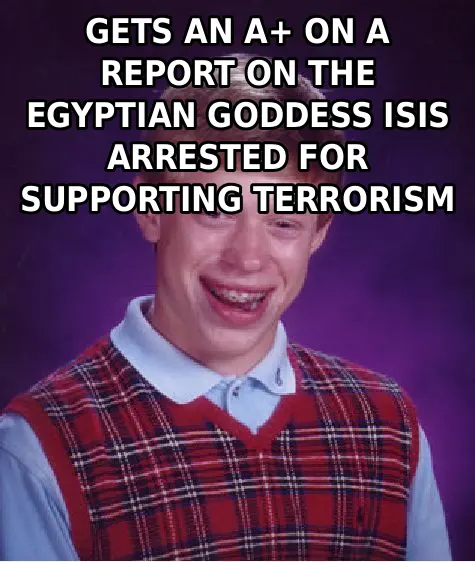 GETS AN A+ ON A
REPORT ON THE
EGYPTIAN GODDESS ISIS
ARRESTED FOR
SUPPORTING TERRORISM